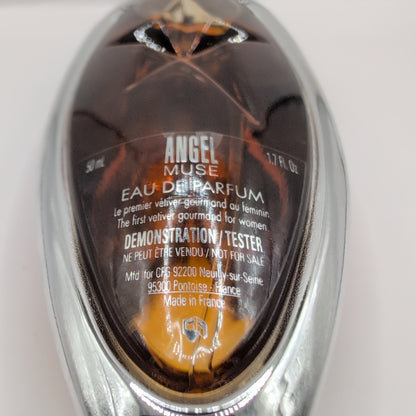 ANGEL
MUSE
50 mL 1.7 Fl. Oz
EAU DE PARFUM
Le premier vétiver gourmand au féminin.
The first vetiver gourmand for women.
DEMONSTRATION / TESTER
NE PEUT ÊTRE VENDU / NOT FOR SALE
Mfd for CFG 92200 Neuilly-sur-Seine
95300 Pontoise - France
Made in France